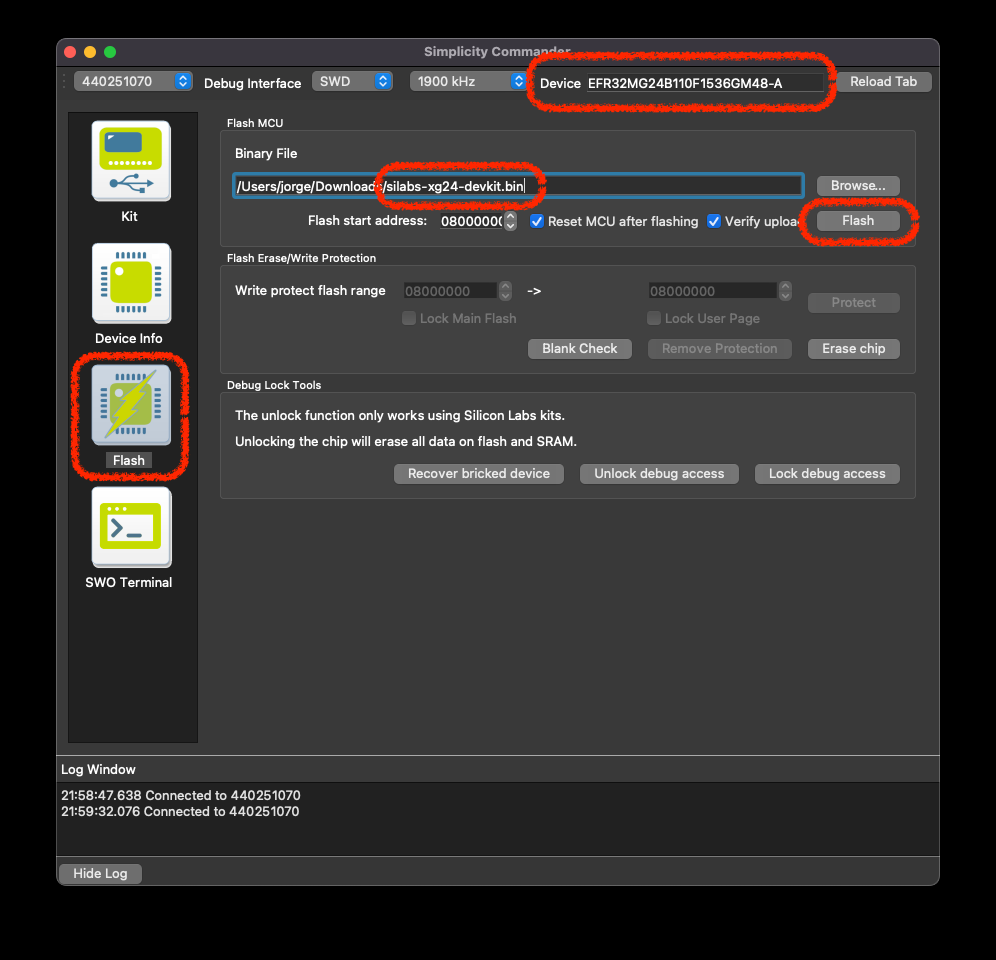 Simplicity Commander
440251070 Debug Interface SWD 1900 kHz Device EFR32MG24B110F1536GM48-A Reload Tab
Kit
Device Info
Flash
SWO Terminal
Flash MCU
Binary File
/Users/jorge/Downloads/silabs-xg24-devkit.bin Browse...
Flash start address: 08000000 Reset MCU after flashing Verify upload Flash
Flash Erase/Write Protection
Write protect flash range 08000000 -> 08000000 Protect
Lock Main Flash Lock User Page
Blank Check Remove Protection Erase chip
Debug Lock Tools
The unlock function only works using Silicon Labs kits.
Unlocking the chip will erase all data on flash and SRAM.
Recover bricked device Unlock debug access Lock debug access
Log Window
21:58:47.638 Connected to 440251070
21:59:32.076 Connected to 440251070
Hide Log